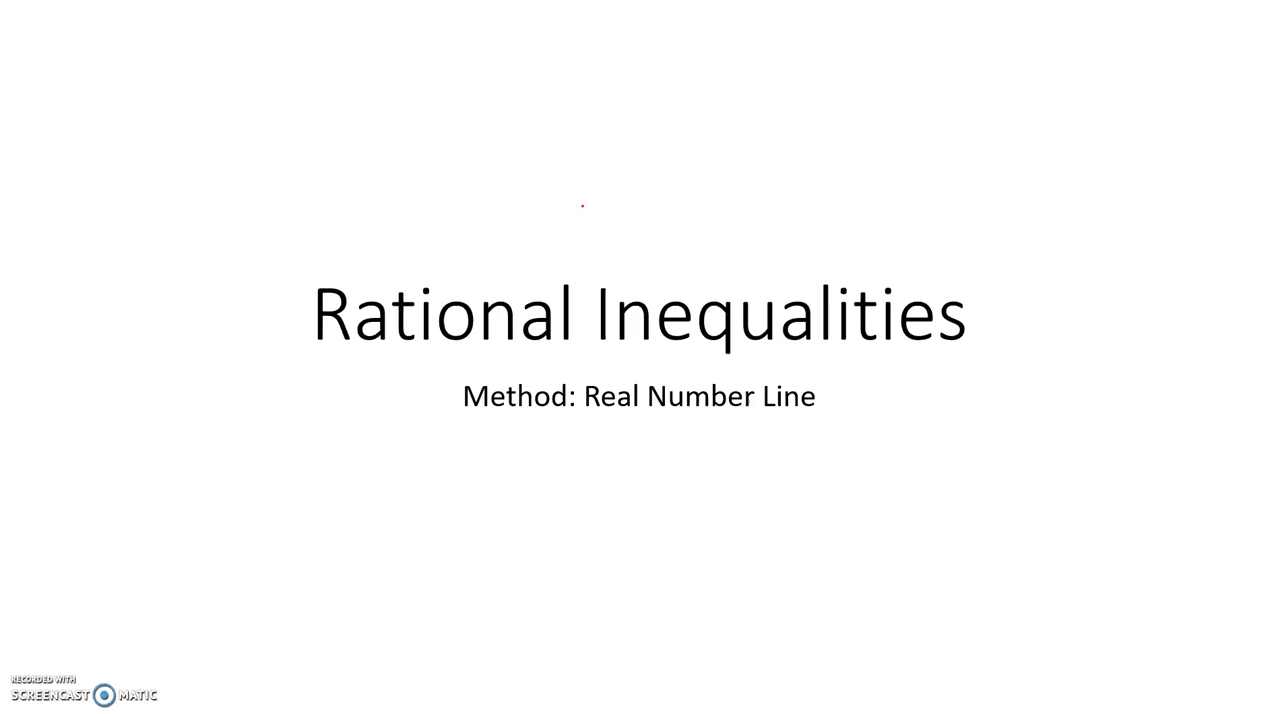 Rational Inequalities
Method: Real Number Line
RECORDED WITH
SCREENCAST MATIC